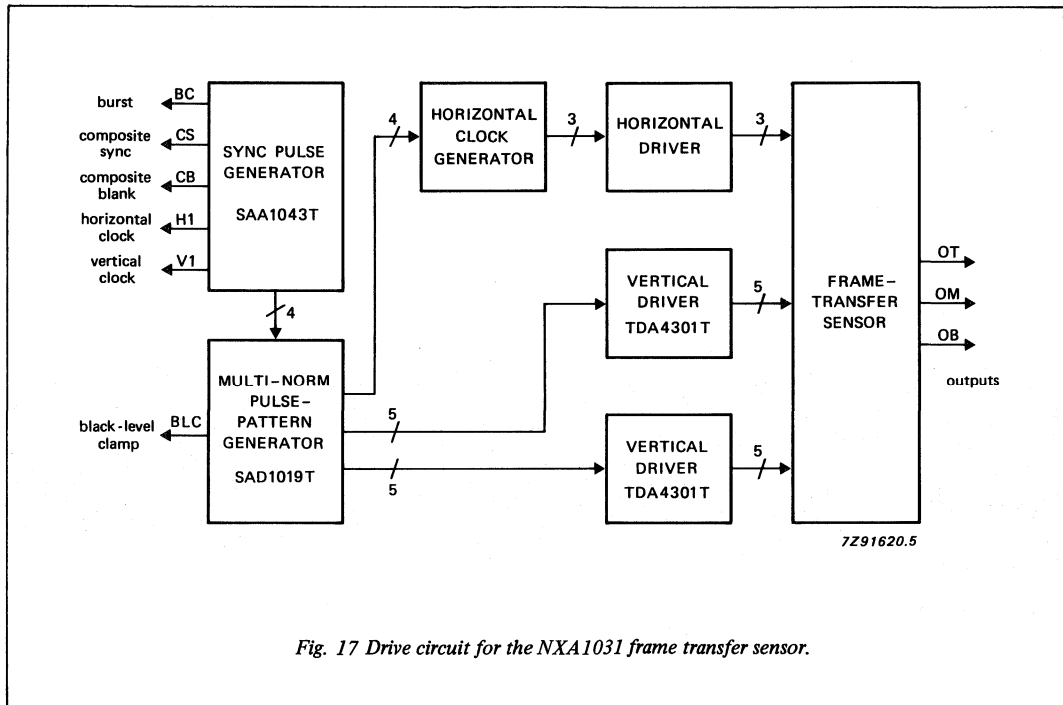 burst
BC
composite
sync
CS
composite
blank
CB
horizontal
clock
H1
vertical
clock
V1
SYNC PULSE
GENERATOR
SAA1043T
4
black-level
clamp
BLC
MULTI-NORM
PULSE-
PATTERN
GENERATOR
SAD1019T
4
5
5
HORIZONTAL
CLOCK
GENERATOR
3
HORIZONTAL
DRIVER
3
VERTICAL
DRIVER
TDA4301T
5
VERTICAL
DRIVER
TDA4301T
5
FRAME-
TRANSFER
SENSOR
OT
OM
OB
outputs
7Z91620.5
Fig. 17 Drive circuit for the NXA1031 frame transfer sensor.